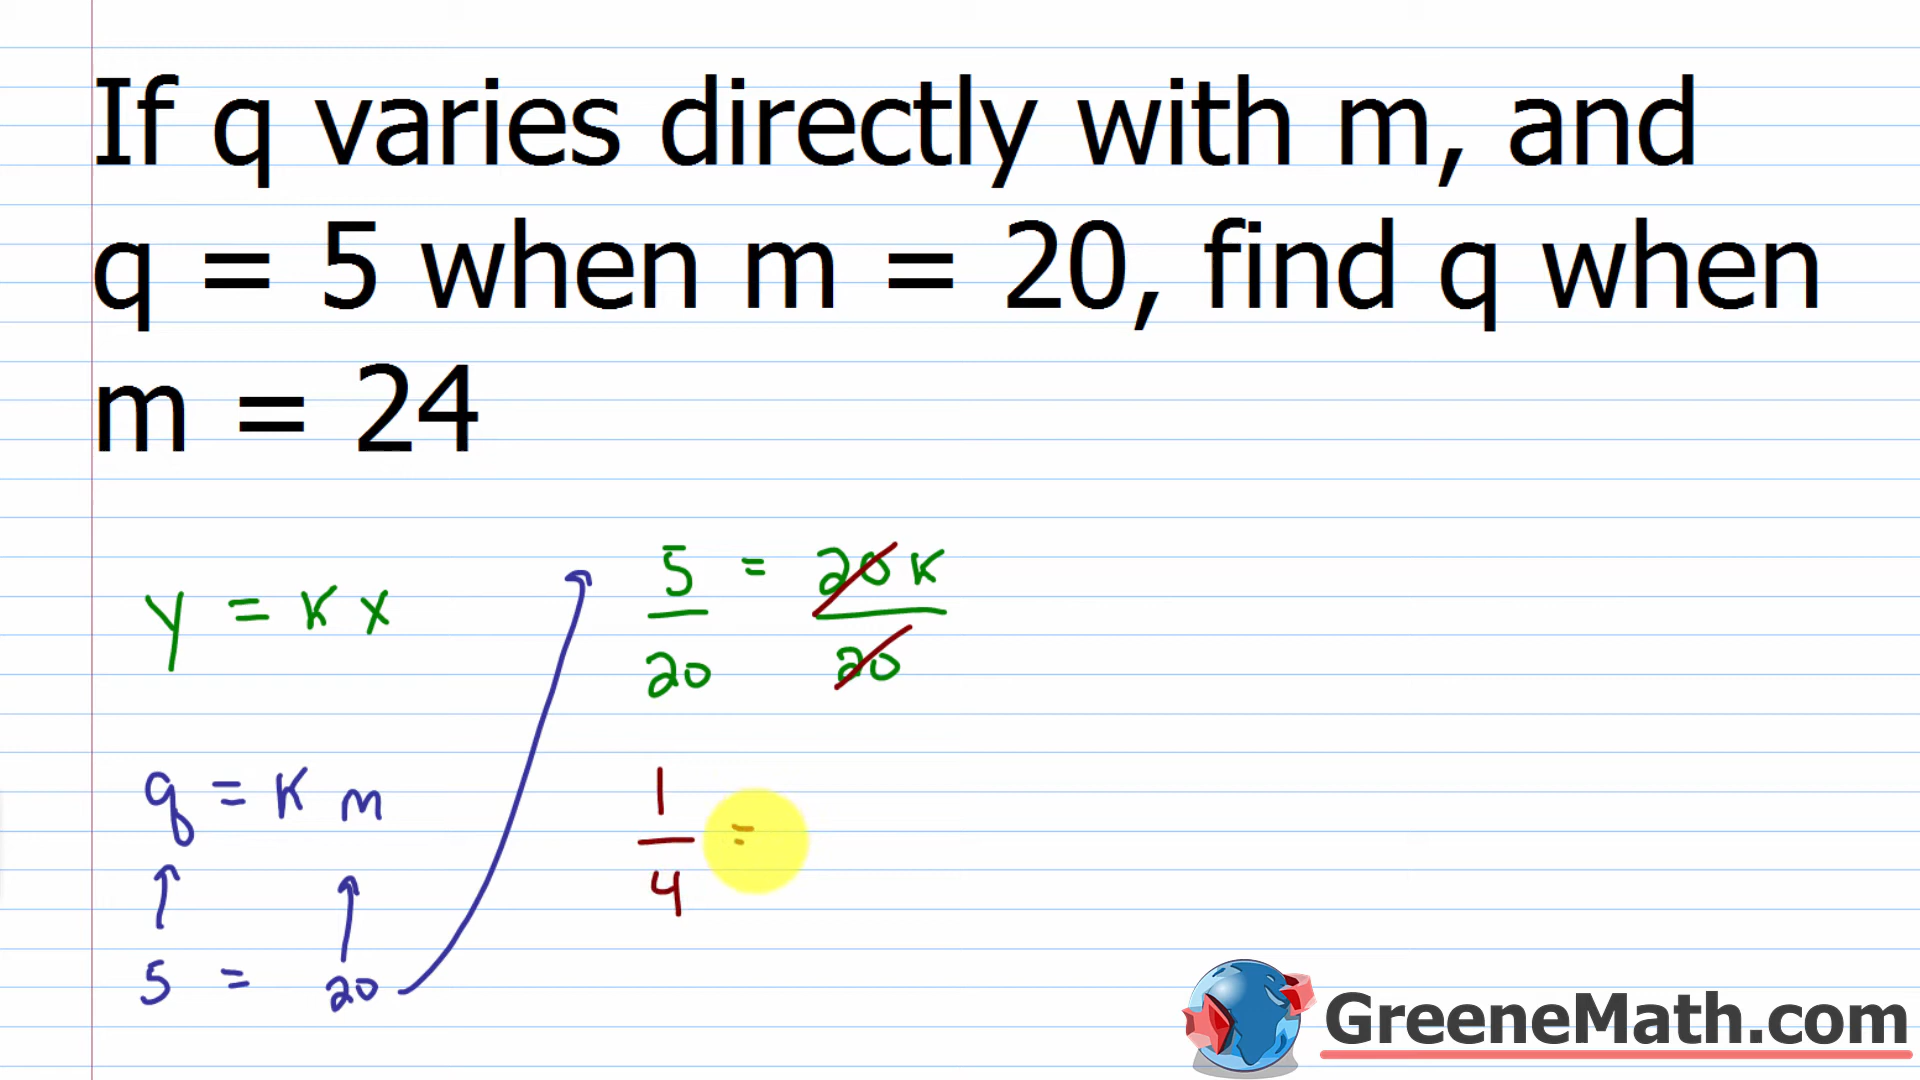 If q varies directly with m, and
q = 5 when m = 20, find q when
m = 24
y = k x
q = k m
5 = 20
5 = 20 k
20 20
1
4 =
GreeneMath.com